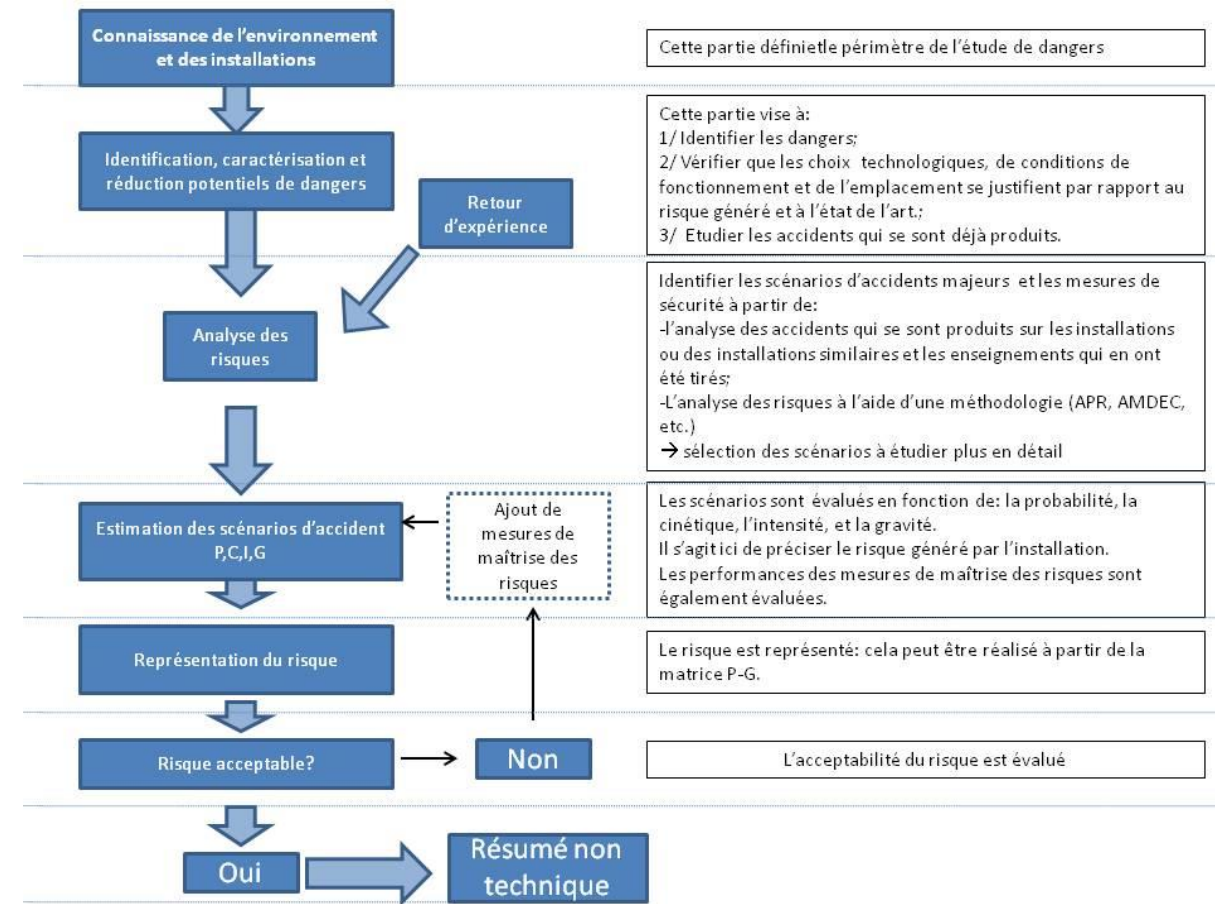 Connaissance de l'environnement
et des installations
Cette partie définietle périmètre de l'étude de dangers
Identification, caractérisation et
réduction potentiels de dangers
Retour
d'expérience
Cette partie vise à:
1/ Identifier les dangers;
2/ Vérifier que les choix technologiques, de conditions de
fonctionnement et de l'emplacement se justifient par rapport au
risque généré et à l'état de l'art.;
3/ Etudier les accidents qui se sont déjà produits.
Analyse des
risques
Identifier les scénarios d'accidents majeurs et les mesures de
sécurité à partir de:
-l'analyse des accidents qui se sont produits sur les installations
ou des installations similaires et les enseignements qui en ont
été tirés;
-L'analyse des risques à l'aide d'une méthodologie (APR, AMDEC,
etc.)
→ sélection des scénarios à étudier plus en détail
Estimation des scénarios d'accident
P,C,I,G
Ajout de
mesures de
maîtrise des
risques
Les scénarios sont évalués en fonction de: la probabilité, la
cinétique, l'intensité, et la gravité.
Il s'agit ici de préciser le risque généré par l'installation.
Les performances des mesures de maîtrise des risques sont
également évaluées.
Représentation du risque
Le risque est représenté: cela peut être réalisé à partir de la
matrice P-G.
Risque acceptable?
Non
L'acceptabilité du risque est évalué
Oui
Résumé non
technique